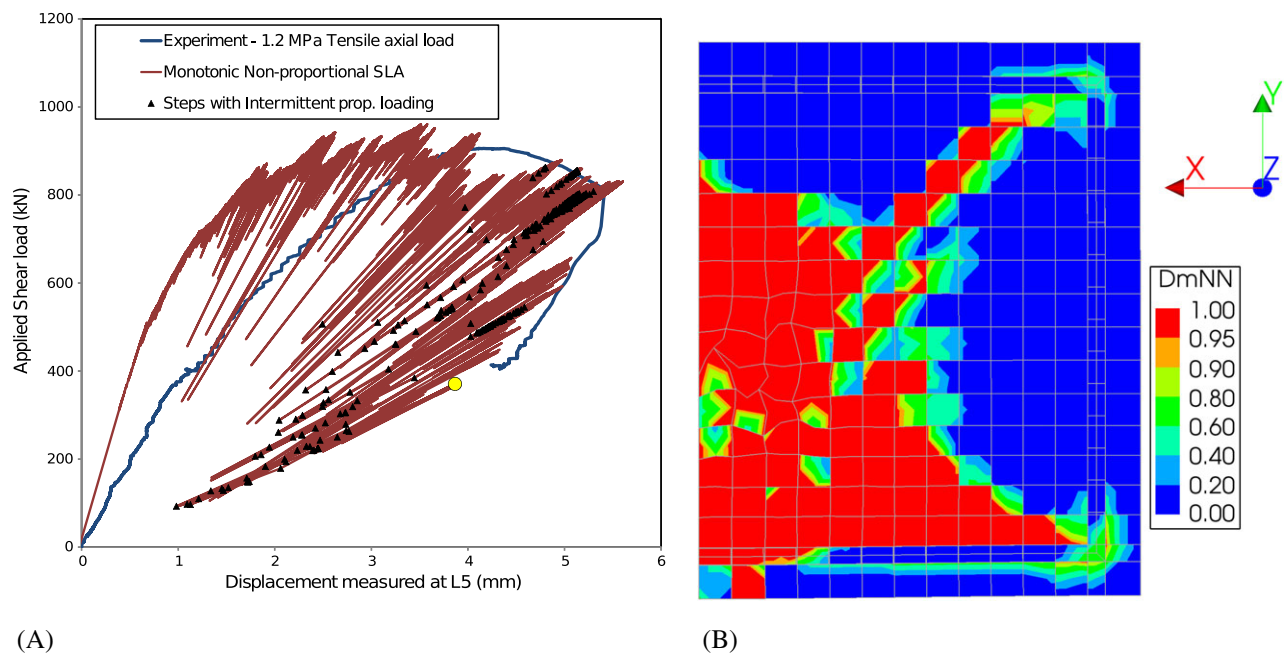 1200
1000
800
600
400
200
0
Applied Shear load (kN)
Experiment - 1.2 MPa Tensile axial load
Monotonic Non-proportional SLA
Steps with Intermittent prop. loading
0 1 2 3 4 5 6
Displacement measured at L5 (mm)
(A)
Y
X
Z
DmNN
1.00
0.95
0.90
0.80
0.60
0.40
0.20
0.00
(B)